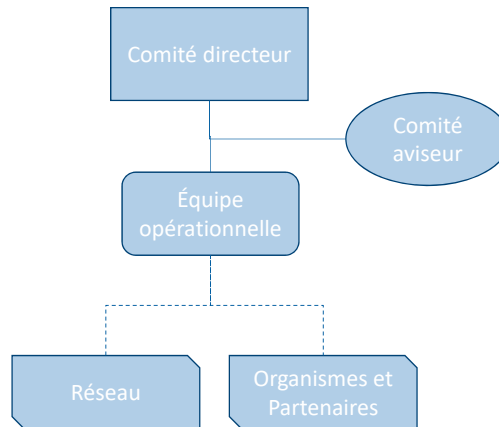 Comité directeur
Comité
aviseur
Équipe
opérationnelle
Réseau
Organismes et
Partenaires